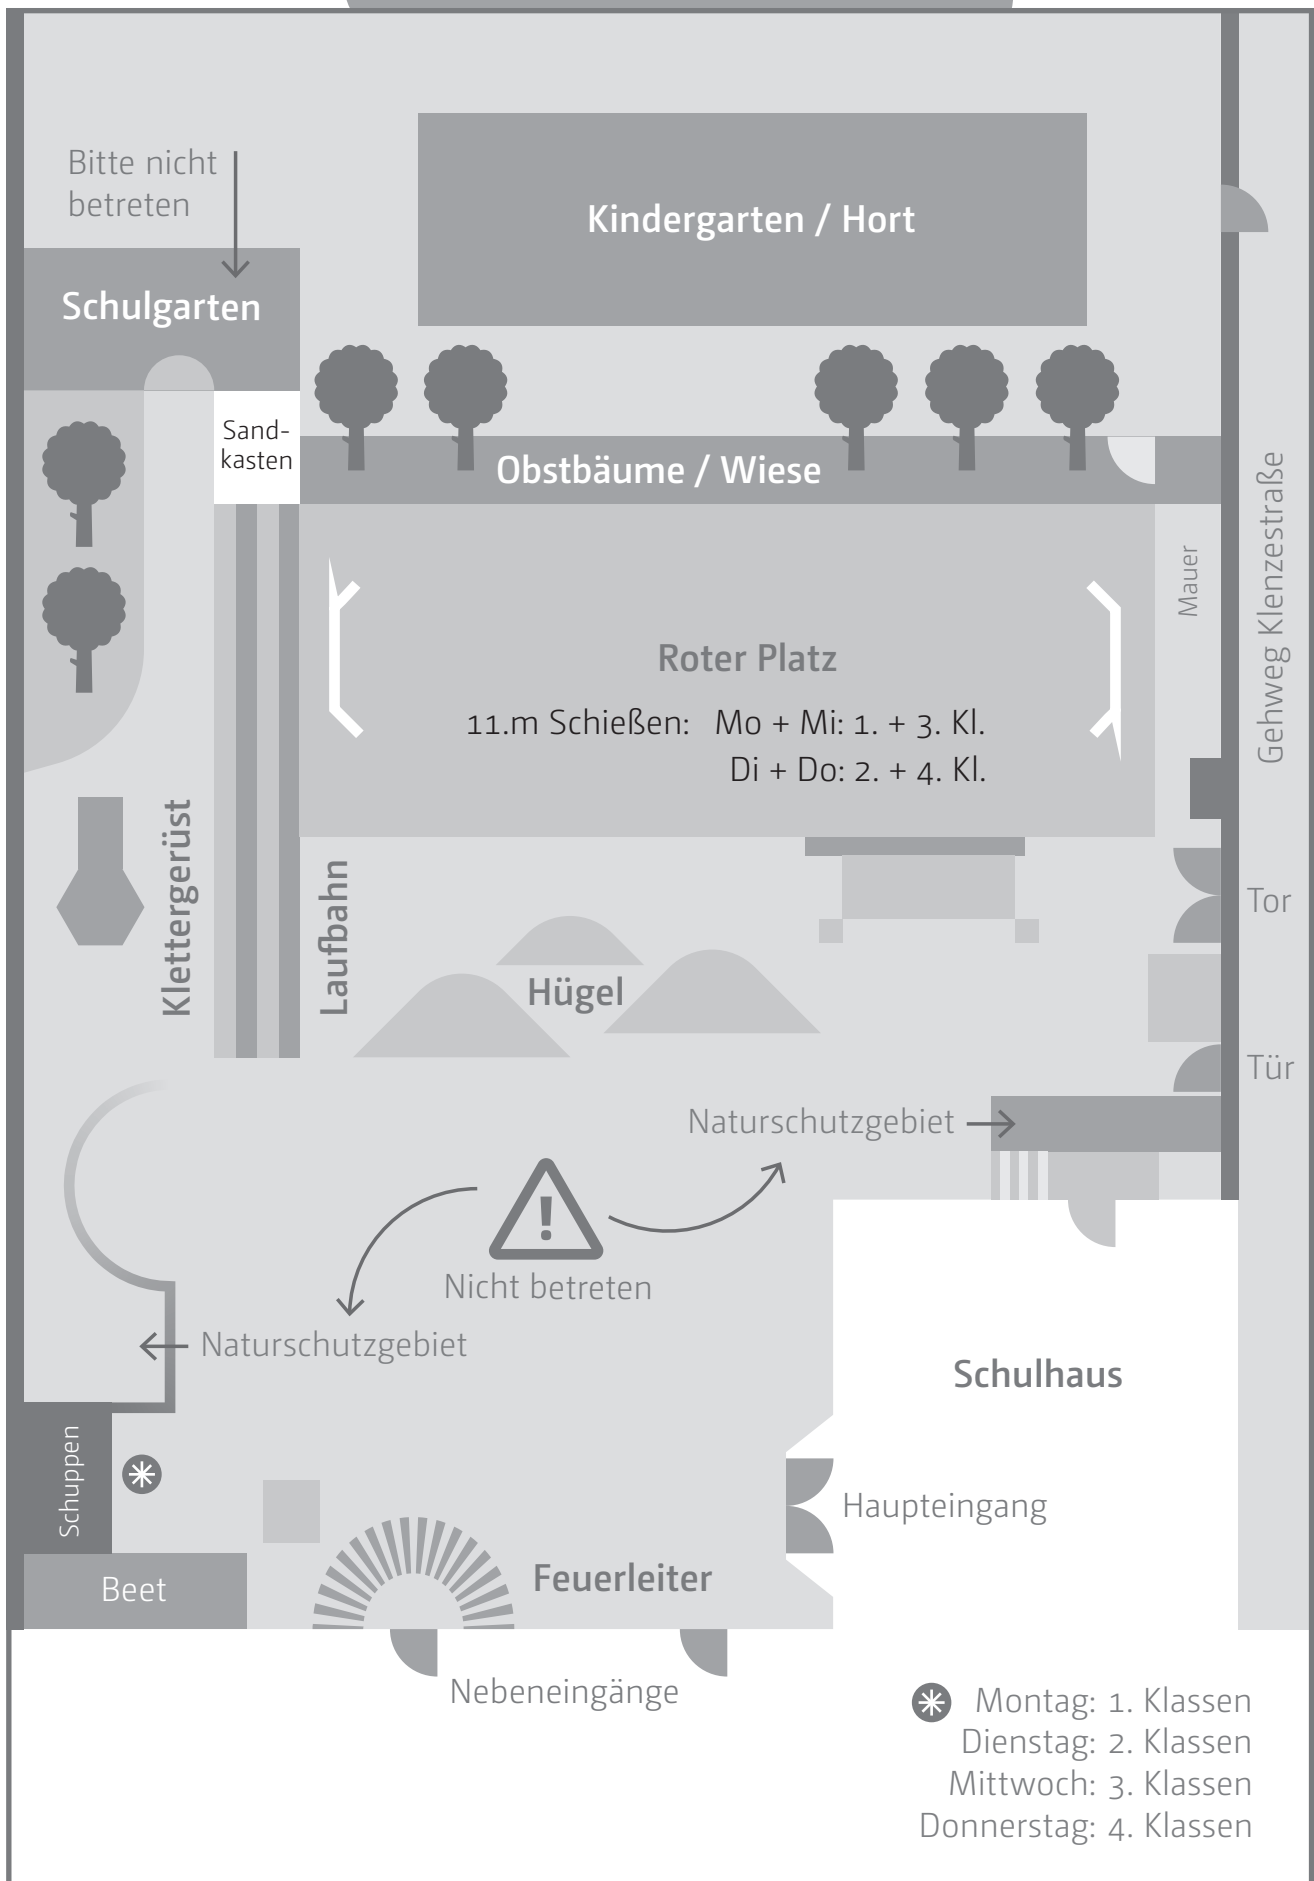 Bitte nicht
betreten
Kindergarten / Hort
Schulgarten
Sand-
kasten
Obstbäume / Wiese
Gehweg Klenzestraße
Mauer
Roter Platz
11.m Schießen: Mo + Mi: 1. + 3. Kl.
Di + Do: 2. + 4. Kl.
Klettergerüst
Laufbahn
Hügel
Tor
Tür
Naturschutzgebiet
!
Nicht betreten
Naturschutzgebiet
Schulhaus
Schuppen
Haupteingang
Feuerleiter
Beet
Nebeneingänge
Montag: 1. Klassen
Dienstag: 2. Klassen
Mittwoch: 3. Klassen
Donnerstag: 4. Klassen